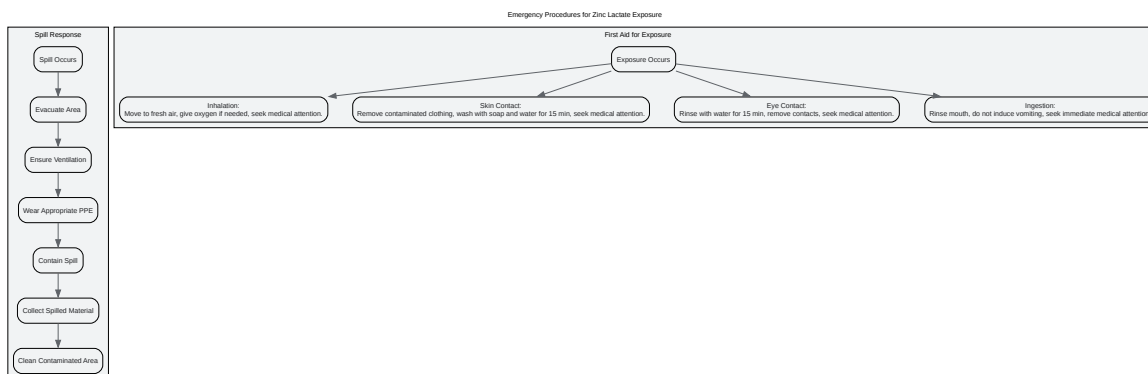 Emergency Procedures for Zinc Lactate Exposure
Spill Response
Spill Occurs
Evacuate Area
Ensure Ventilation
Wear Appropriate PPE
Contain Spill
Collect Spilled Material
Clean Contaminated Area
First Aid for Exposure
Exposure Occurs
Inhalation:
Move to fresh air, give oxygen if needed, seek medical attention.
Skin Contact:
Remove contaminated clothing, wash with soap and water for 15 min, seek medical attention.
Eye Contact:
Rinse with water for 15 min, remove contacts, seek medical attention.
Ingestion:
Rinse mouth, do not induce vomiting, seek immediate medical attention